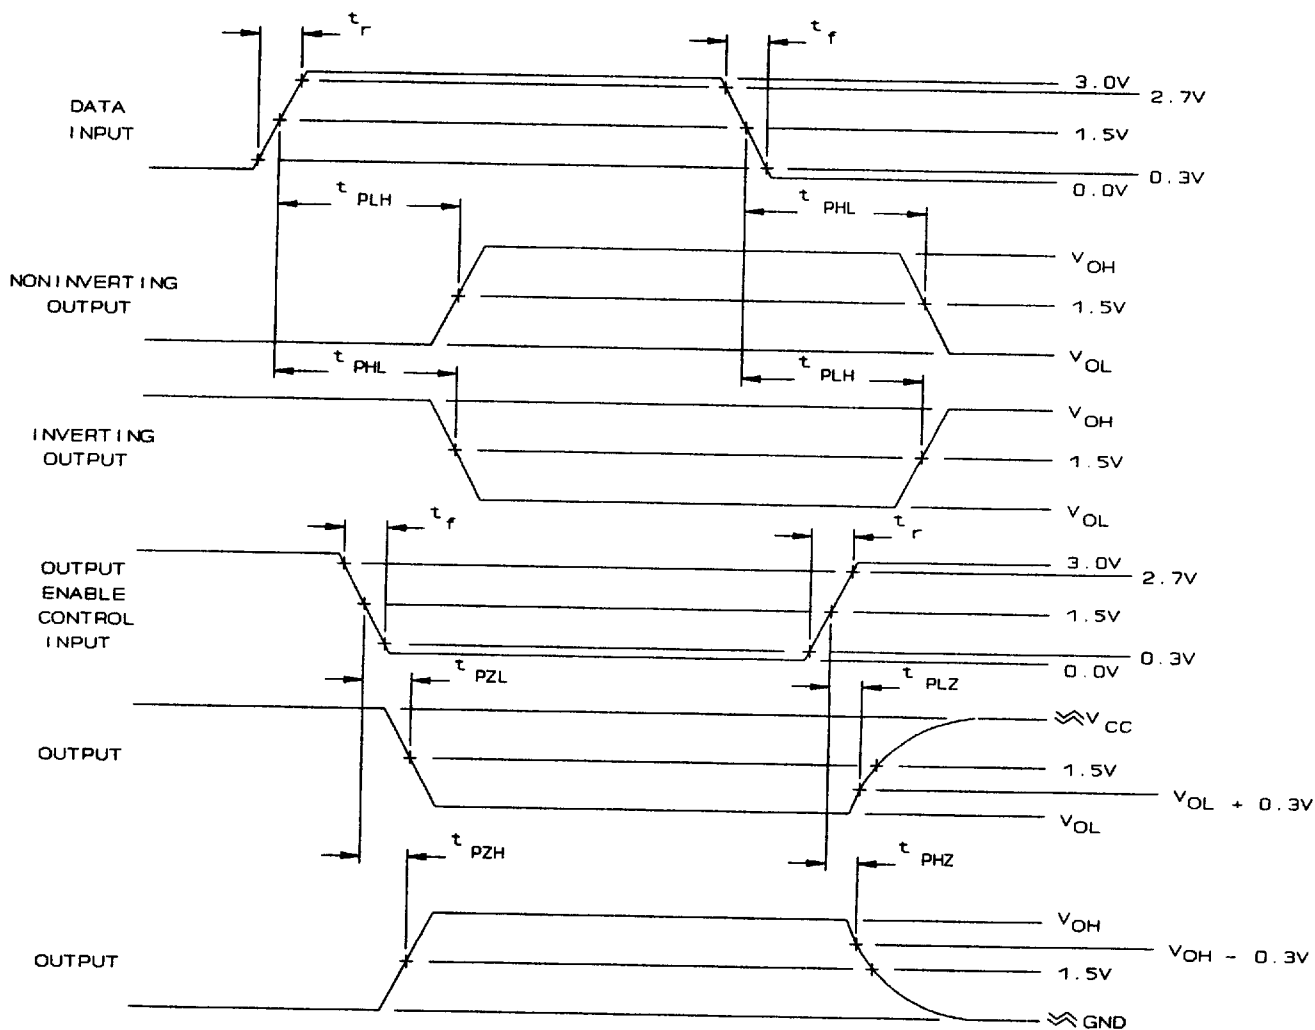 t r
t f
3.0V
2.7V
DATA
INPUT
1.5V
0.3V
0.0V
t PLH
t PHL
V OH
NONINVERTING
OUTPUT
1.5V
V OL
t PHL
t PLH
V OH
INVERTING
OUTPUT
1.5V
V OL
t f
t r
3.0V
2.7V
OUTPUT
ENABLE
CONTROL
INPUT
1.5V
0.3V
0.0V
t PZL
t PLZ
≈V CC
OUTPUT
1.5V
V OL + 0.3V
V OL
t PZH
t PHZ
V OH
V OH - 0.3V
OUTPUT
1.5V
≈ GND